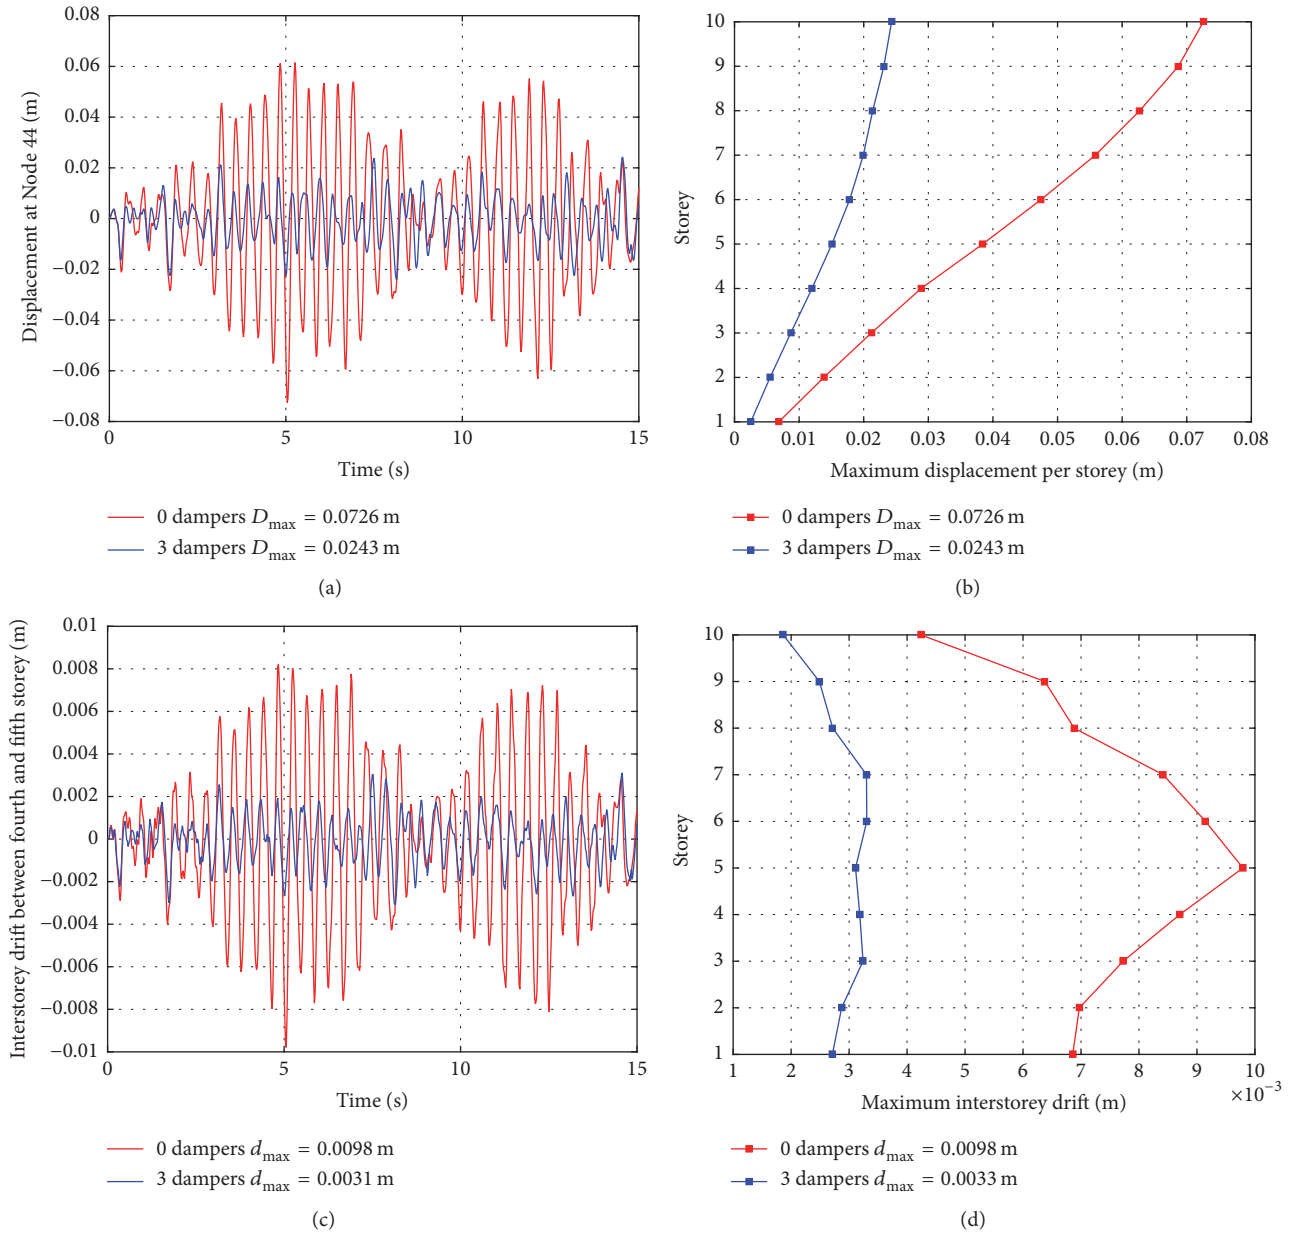 Displacement at Node 44 (m)
0.08
0.06
0.04
0.02
0
−0.02
−0.04
−0.06
−0.08
0 5 10 15
Time (s)
0 dampers Dmax = 0.0726 m
3 dampers Dmax = 0.0243 m
(a)
Storey
10
9
8
7
6
5
4
3
2
1
0 0.01 0.02 0.03 0.04 0.05 0.06 0.07 0.08
Maximum displacement per storey (m)
0 dampers Dmax = 0.0726 m
3 dampers Dmax = 0.0243 m
(b)
Interstorey drift between fourth and fifth storey (m)
0.01
0.008
0.006
0.004
0.002
0
−0.002
−0.004
−0.006
−0.008
−0.01
0 5 10 15
Time (s)
0 dampers dmax = 0.0098 m
3 dampers dmax = 0.0031 m
(c)
Storey
10
9
8
7
6
5
4
3
2
1
1 2 3 4 5 6 7 8 9 10
×10−3
Maximum interstorey drift (m)
0 dampers dmax = 0.0098 m
3 dampers dmax = 0.0033 m
(d)